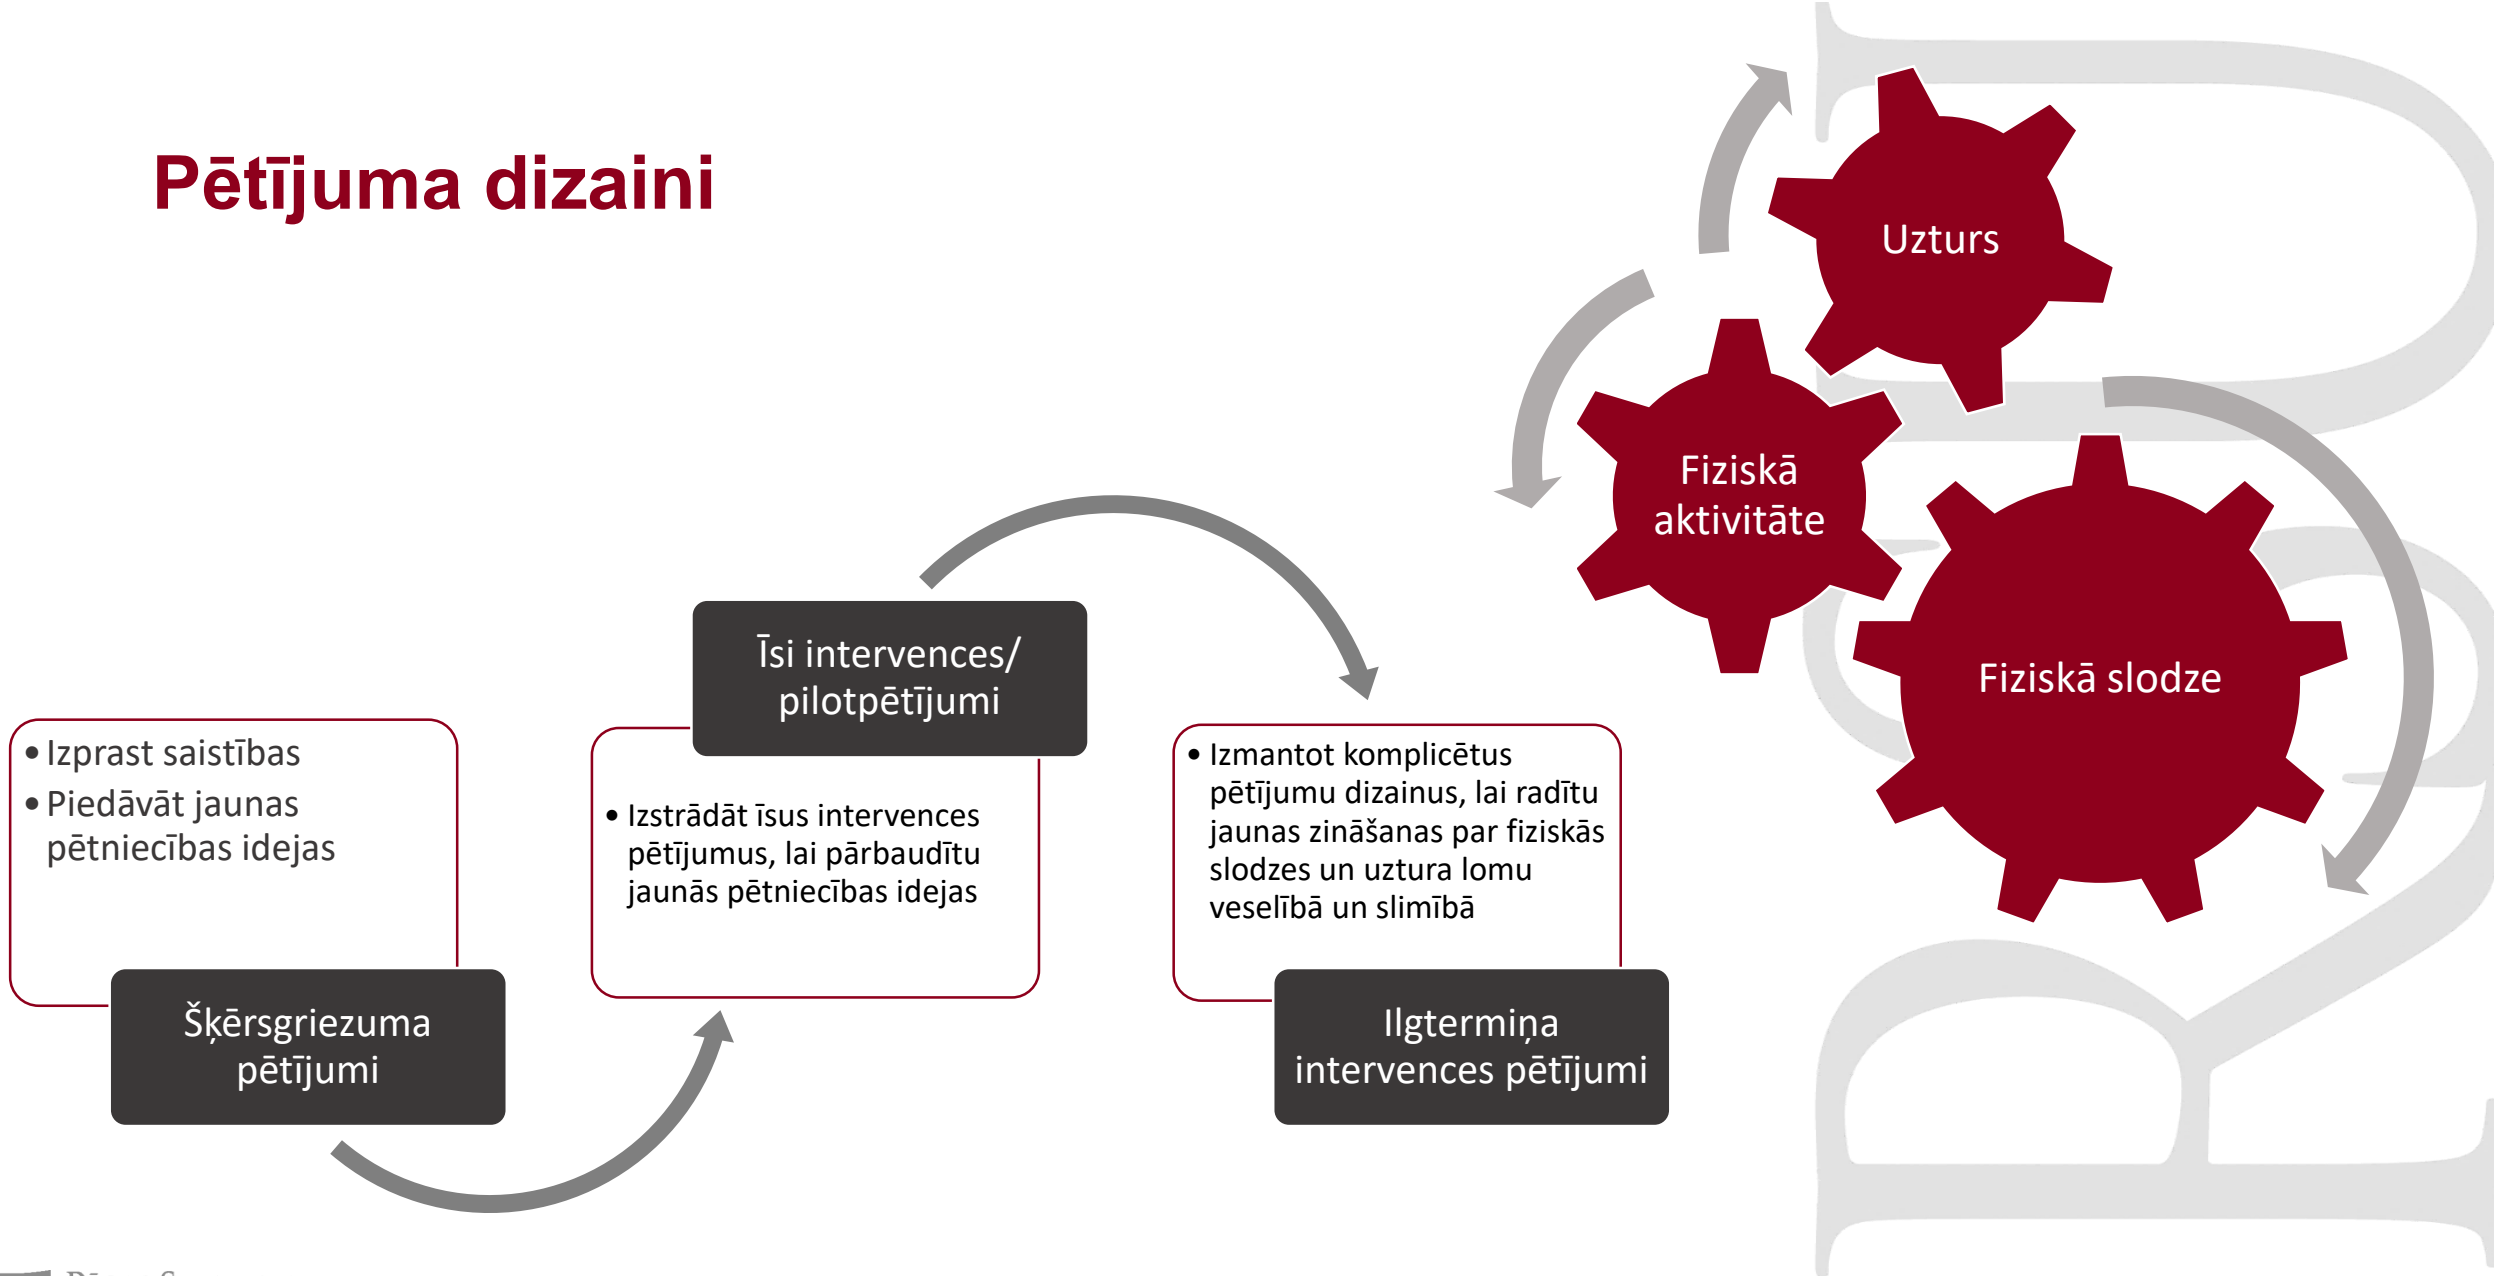 Pētījuma dizaini
Uzturs
Fiziskā
aktivitāte
Fiziskā slodze
• Izprast saistības
• Piedāvāt jaunas
pētniecības idejas
Šķērsgriezuma
pētījumi
Īsi intervences/
pilotpētījumi
• Izstrādāt īsus intervences
pētījumus, lai pārbaudītu
jaunās pētniecības idejas
• Izmantot komplicētus
pētījumu dizainus, lai radītu
jaunas zināšanas par fiziskās
slodzes un uztura lomu
veselībā un slimībā
Ilgtermiņa
intervences pētījumi